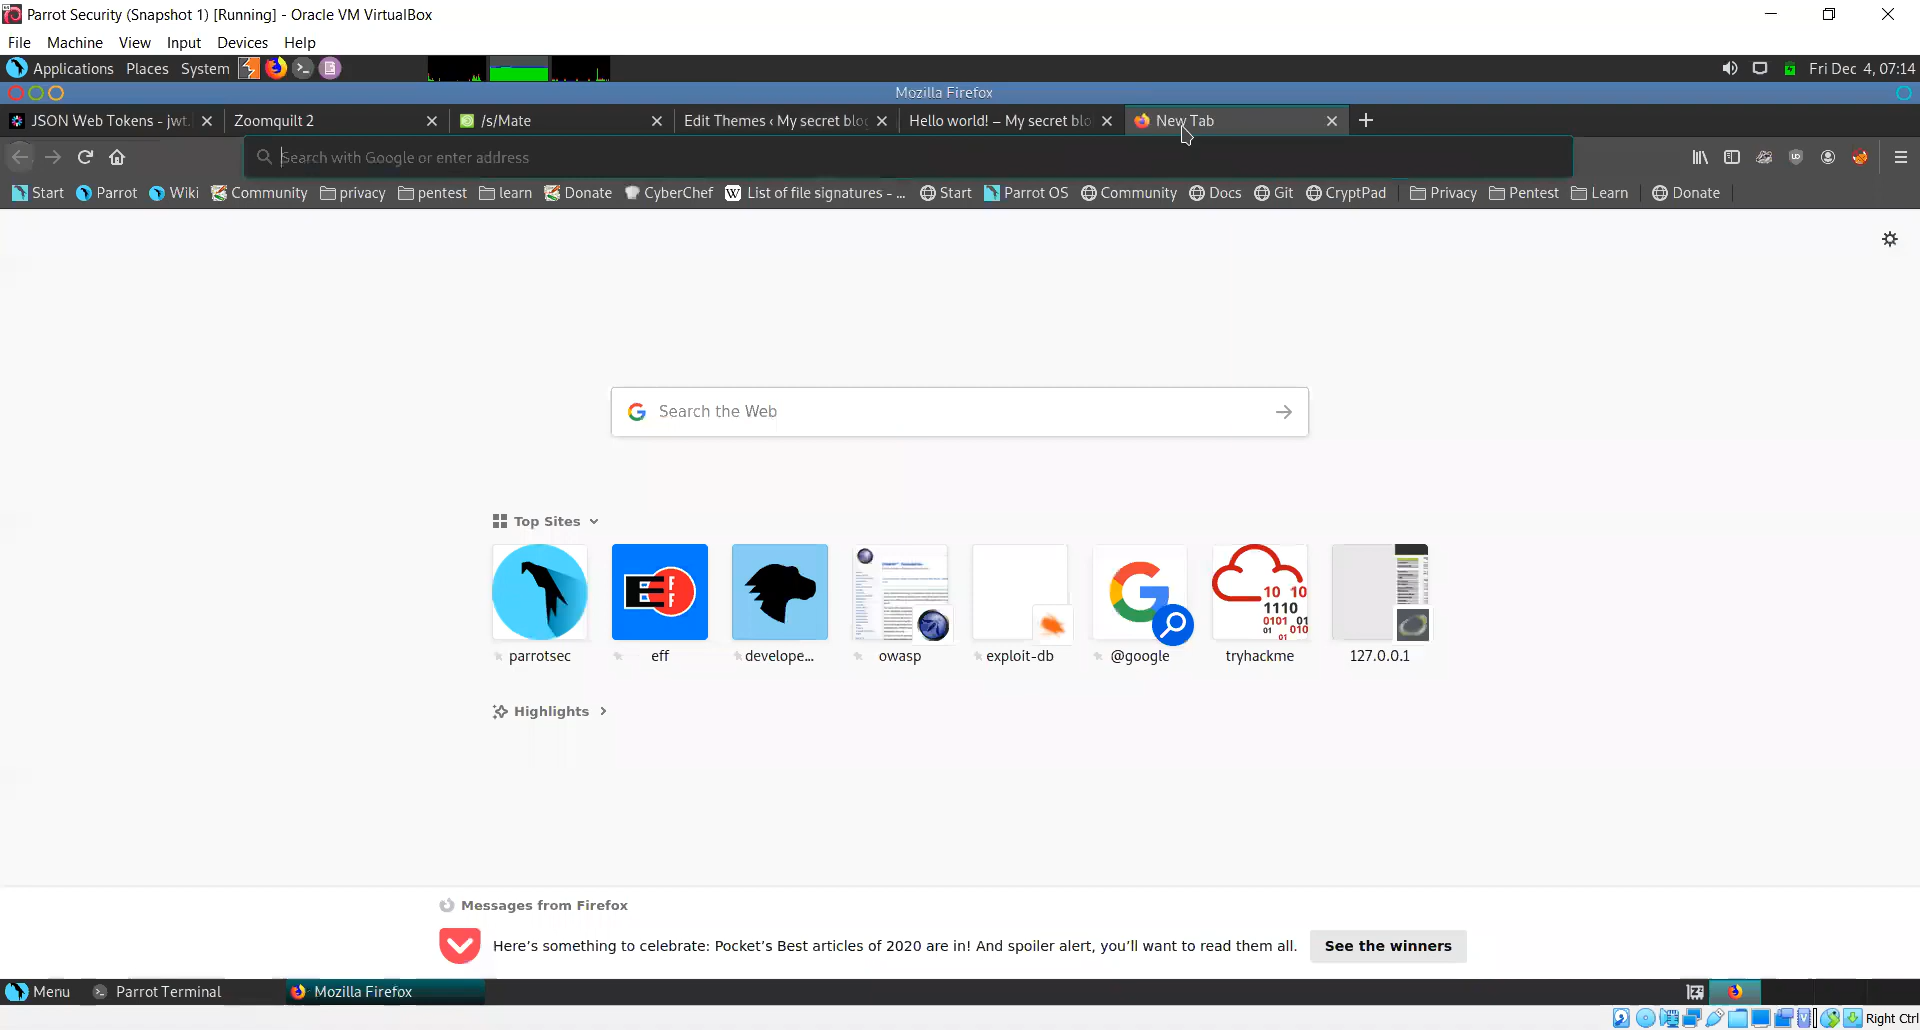 Parrot Security (Snapshot 1) [Running] - Oracle VM VirtualBox
File Machine View Input Devices Help
Applications Places System Fri Dec 4, 07:14
Mozilla Firefox
JSON Web Tokens - jwt. Zoomquilt 2 /s/Mate Edit Themes ‹ My secret blog Hello world! – My secret blo New Tab
Search with Google or enter address
Start Parrot Wiki Community privacy pentest learn Donate CyberChef List of file signatures - ... Start Parrot OS Community Docs Git CryptPad Privacy Pentest Learn Donate
Search the Web
Top Sites
parrotsec eff develope... owasp exploit-db @google tryhackme 127.0.0.1
Highlights
Messages from Firefox
Here’s something to celebrate: Pocket’s Best articles of 2020 are in! And spoiler alert, you’ll want to read them all. See the winners
Menu Parrot Terminal Mozilla Firefox
Right Ctrl